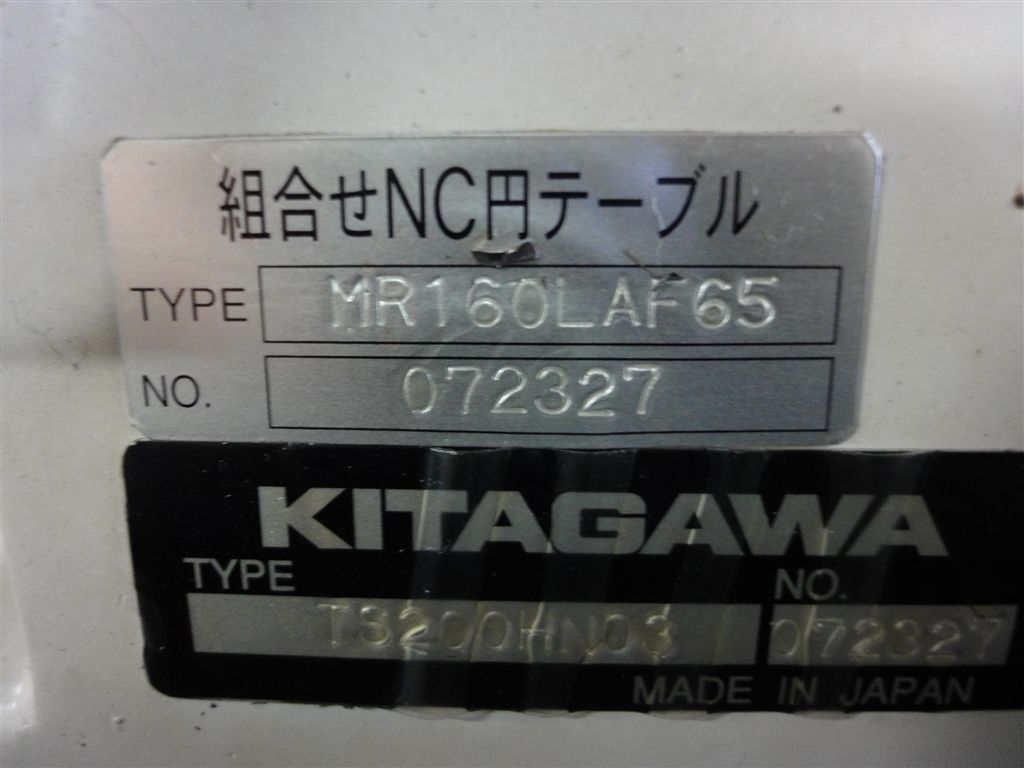 組合せNC円テーブル
TYPE MR160LAF65
NO. 072327
KITAGAWA
TYPE NO.
TS200HN03 072327
MADE IN JAPAN